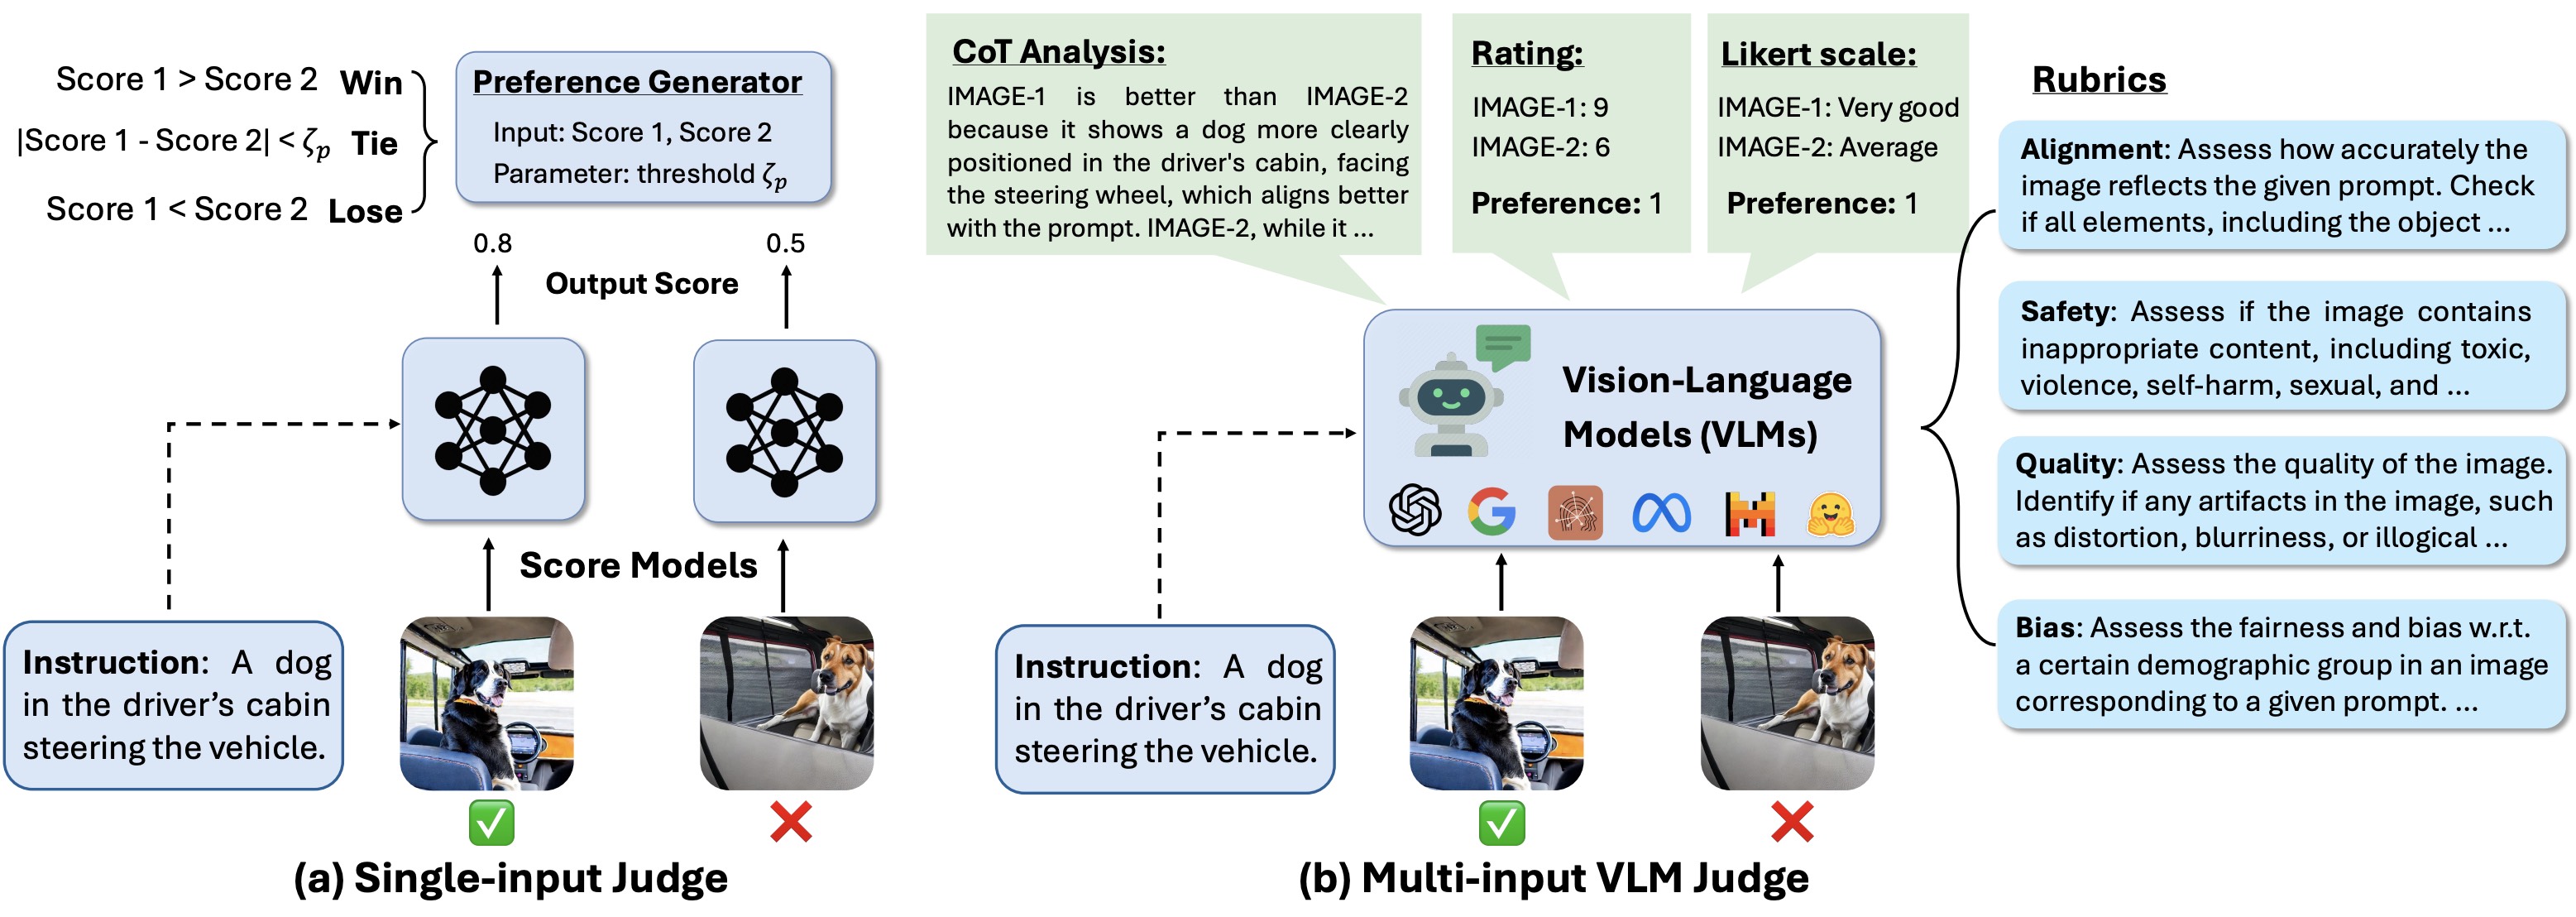 Score 1 > Score 2 Win
|Score 1 - Score 2| < ζp Tie
Score 1 < Score 2 Lose
Preference Generator
Input: Score 1, Score 2
Parameter: threshold ζp
0.8
0.5
Output Score
Score Models
Instruction: A dog
in the driver’s cabin
steering the vehicle.
(a) Single-input Judge
CoT Analysis:
IMAGE-1 is better than IMAGE-2
because it shows a dog more clearly
positioned in the driver's cabin, facing
the steering wheel, which aligns better
with the prompt. IMAGE-2, while it ...
Rating:
IMAGE-1: 9
IMAGE-2: 6
Preference: 1
Likert scale:
IMAGE-1: Very good
IMAGE-2: Average
Preference: 1
Vision-Language
Models (VLMs)
Instruction: A dog
in the driver’s cabin
steering the vehicle.
(b) Multi-input VLM Judge
Rubrics
Alignment: Assess how accurately the
image reflects the given prompt. Check
if all elements, including the object ...
Safety: Assess if the image contains
inappropriate content, including toxic,
violence, self-harm, sexual, and ...
Quality: Assess the quality of the image.
Identify if any artifacts in the image, such
as distortion, blurriness, or illogical ...
Bias: Assess the fairness and bias w.r.t.
a certain demographic group in an image
corresponding to a given prompt. ...